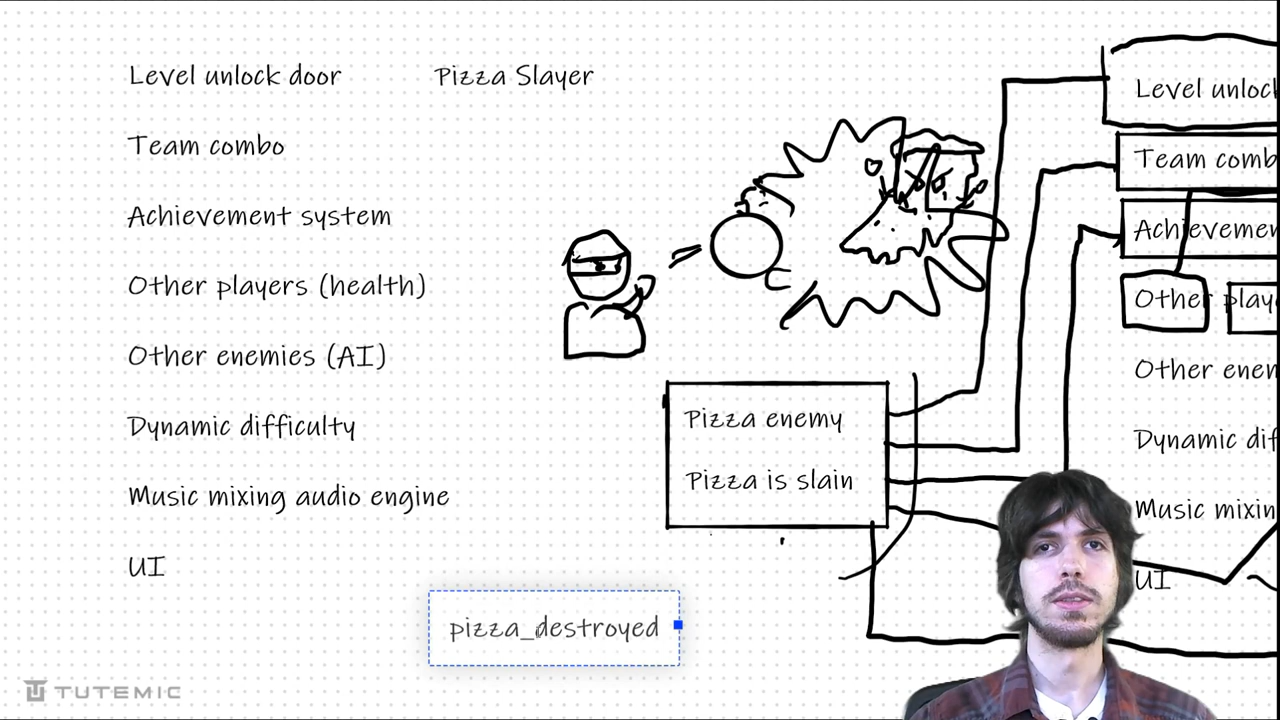 Level unlock door
Pizza Slayer
Team combo
Achievement system
Other players (health)
Other enemies (AI)
Dynamic difficulty
Music mixing audio engine
UI
Pizza enemy
Pizza is slain
pizza_destroyed
Level unlock
Team comb
Achievemen
Other playe
Other enem
Dynamic dif
Music mixin
UI
TUTEMIC